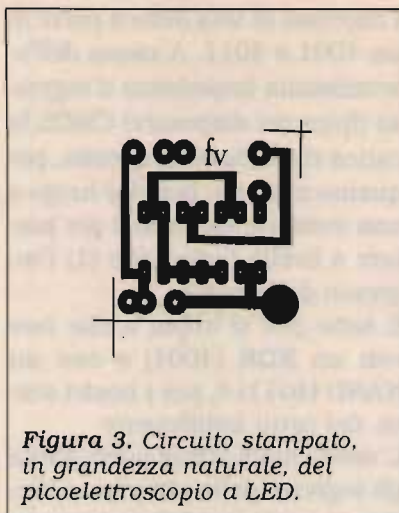 fv
Figura 3. Circuito stampato,
in grandezza naturale, del
picoelettroscopio a LED.